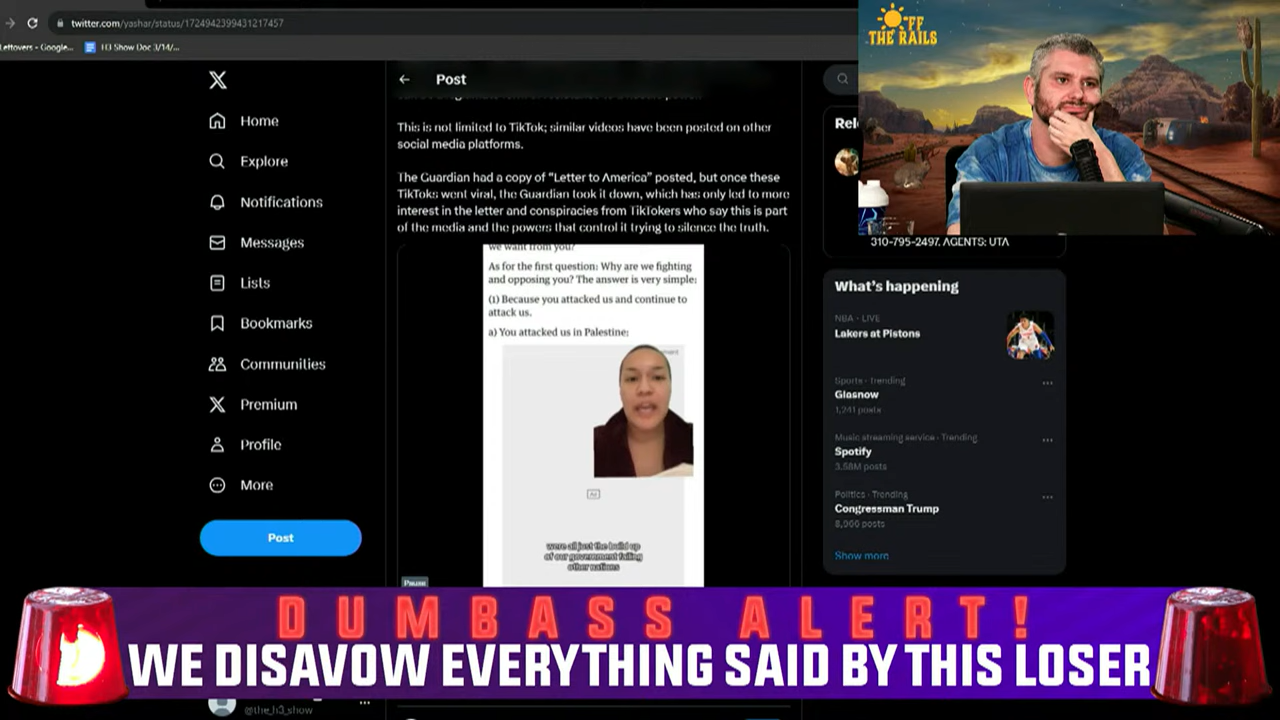 twitter.com/yashar/status/1724942399431217457
Leftovers - Google...
H3 Show Doc 3/14/...
OFF
THE RAILS
X
Home
Explore
Notifications
Messages
Lists
Bookmarks
Communities
Premium
Profile
More
Post
@the_h3_show
Post
This is not limited to TikTok; similar videos have been posted on other
social media platforms.
The Guardian had a copy of “Letter to America” posted, but once these
TikToks went viral, the Guardian took it down, which has only led to more
interest in the letter and conspiracies from TikTokers who say this is part
of the media and the powers that control it trying to silence the truth.
we want from you?
As for the first question: Why are we fighting
and opposing you? The answer is very simple:
(1) Because you attacked us and continue to
attack us.
a) You attacked us in Palestine:
Ad
were all just the build up
of our government failing
other nations
Pause
Rel
310-795-2497. AGENTS: UTA
What's happening
NBA · LIVE
Lakers at Pistons
Sports · Trending
Glasnow
1,241 posts
Music streaming service · Trending
Spotify
3.58M posts
Politics · Trending
Congressman Trump
8,066 posts
Show more
DUMBASS ALERT!
WE DISAVOW EVERYTHING SAID BY THIS LOSER